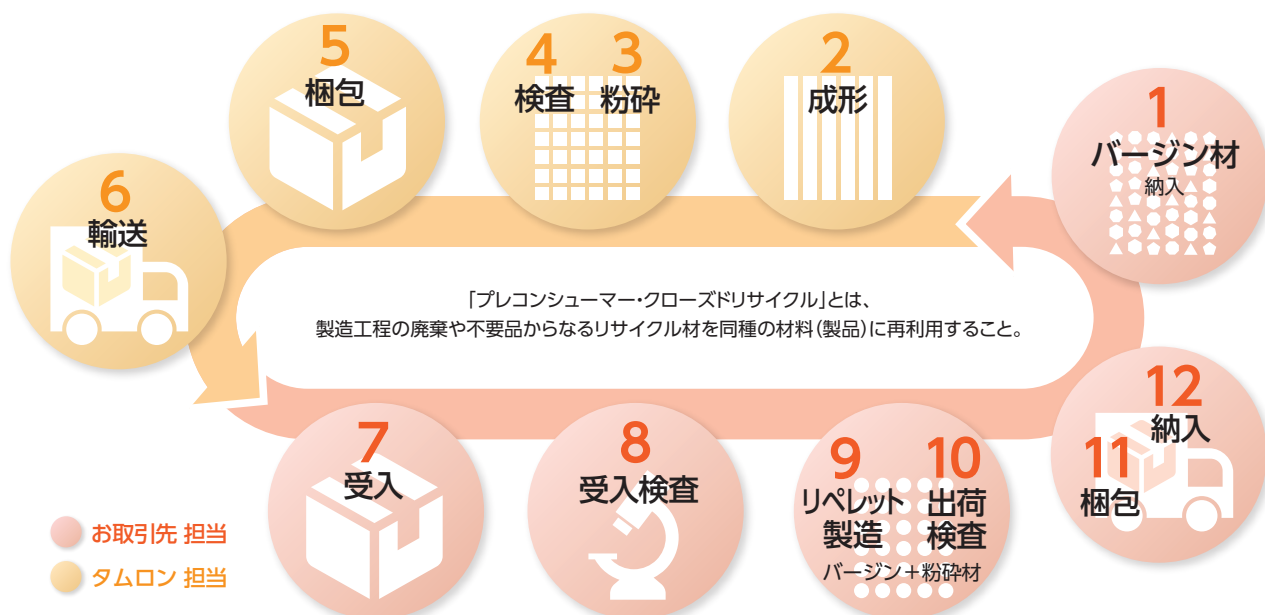 1
バージン材
納入
2
成形
3
粉砕
4
検査
5
梱包
6
輸送
「プレコンシューマー・クローズドリサイクル」とは、
製造工程の廃棄や不要品からなるリサイクル材を同種の材料(製品)に再利用すること。
7
受入
8
受入検査
9
リペレット
製造
10
出荷
検査
バージン+粉砕材
11
梱包
12
納入
お取引先 担当
タムロン 担当